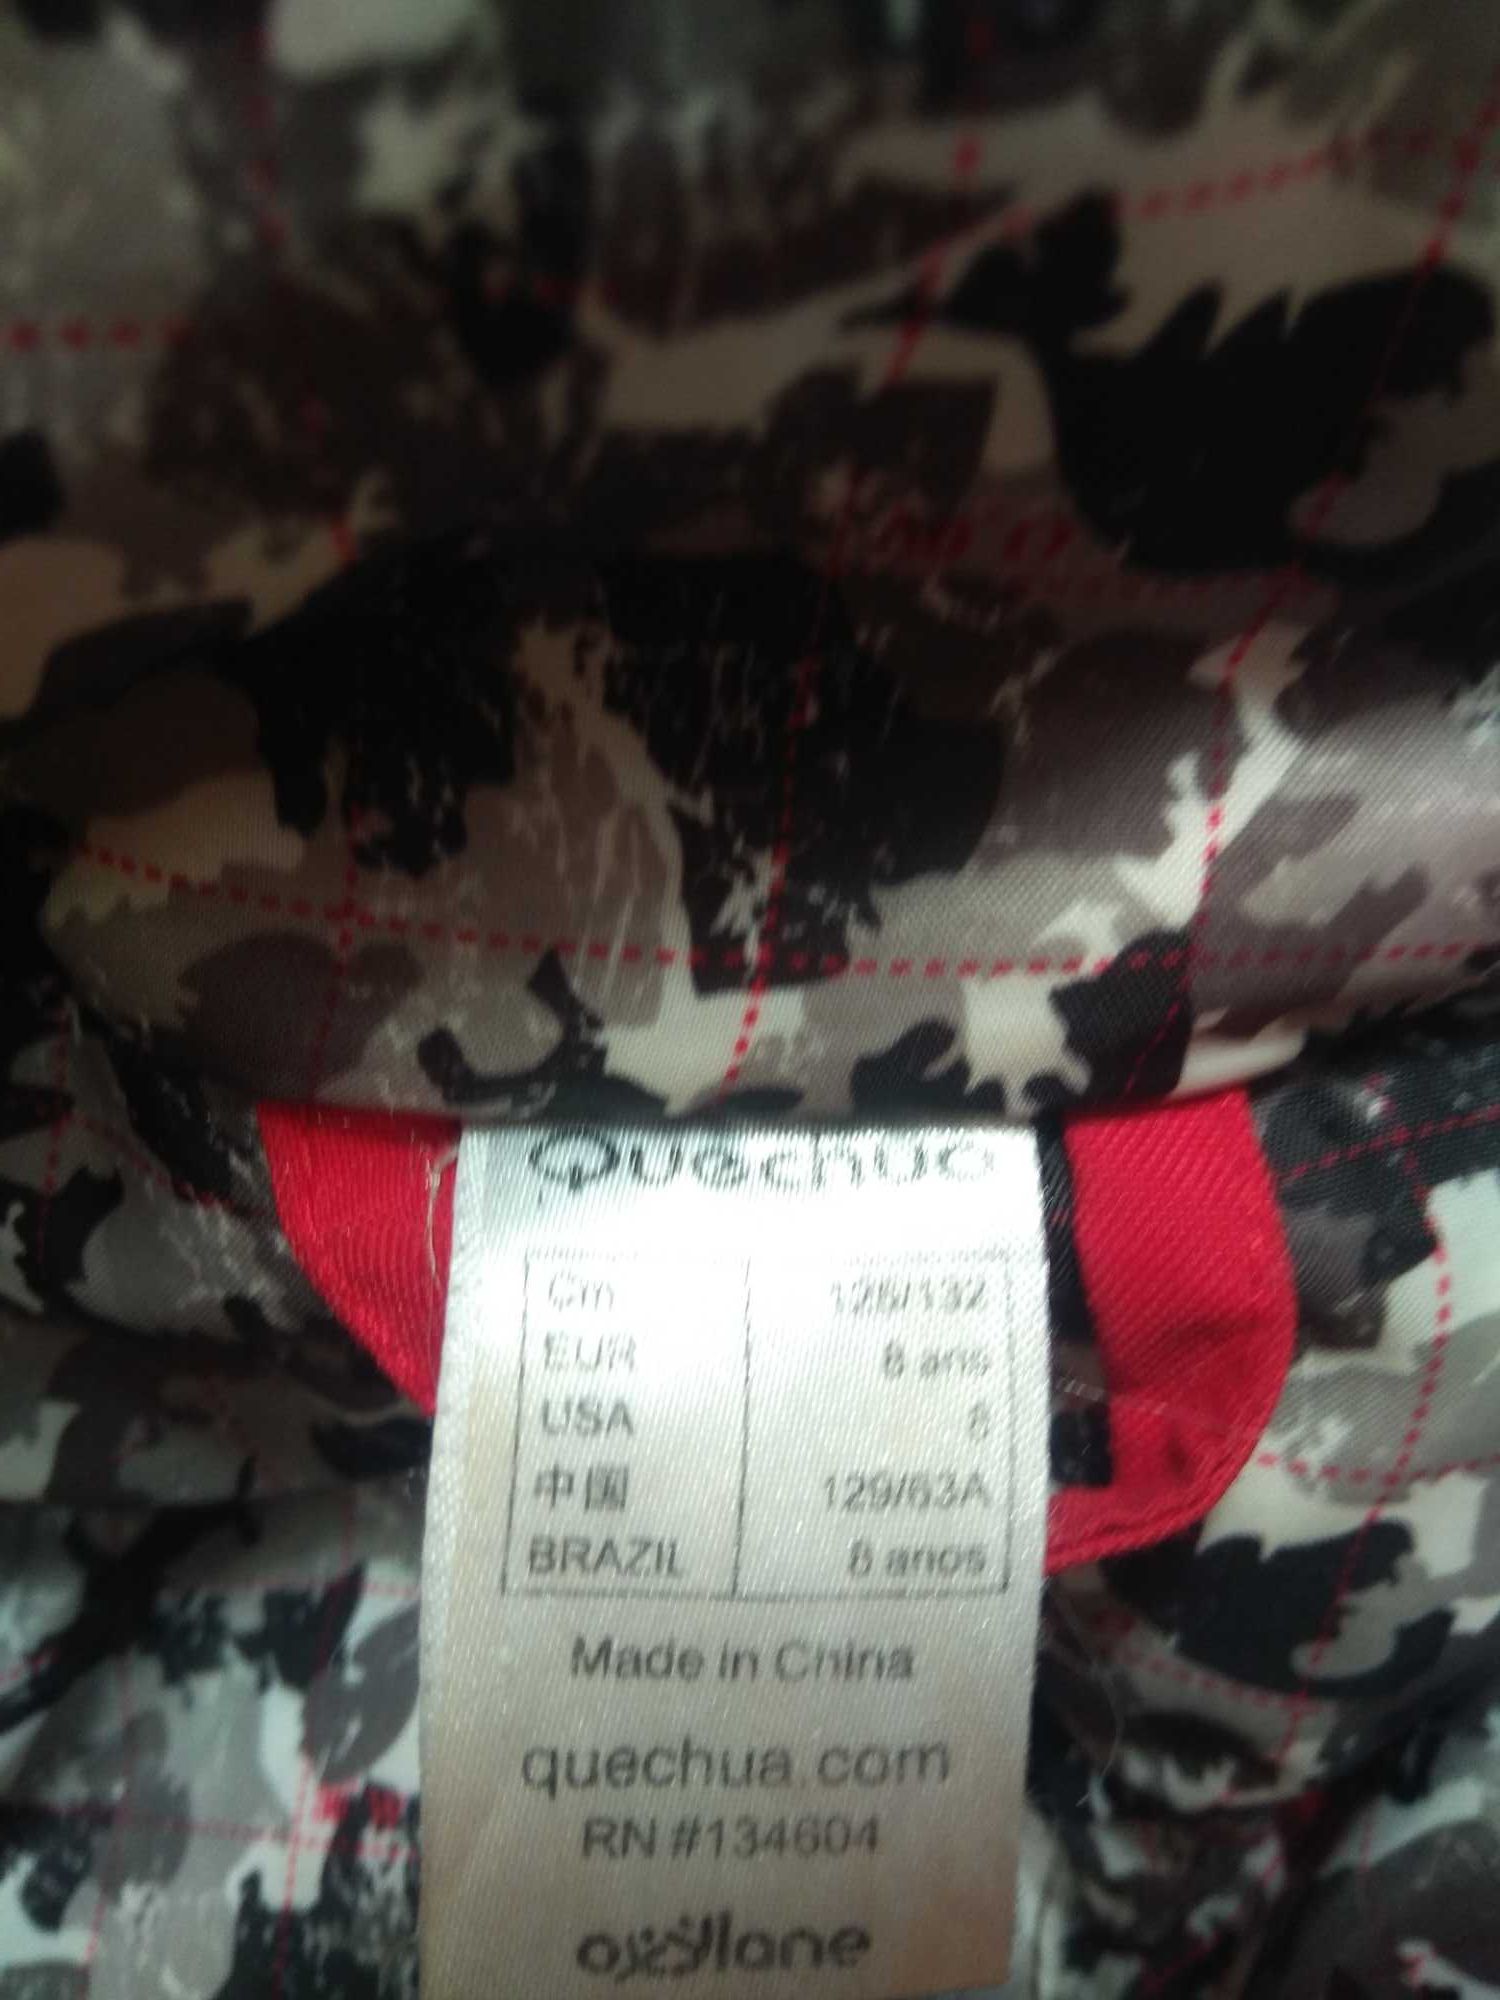 Quechua
Cm 126/132
EUR 8 ans
USA 8
中国 129/63A
BRAZIL 8 anos
Made in China
quechua.com
RN #134604
oxylane